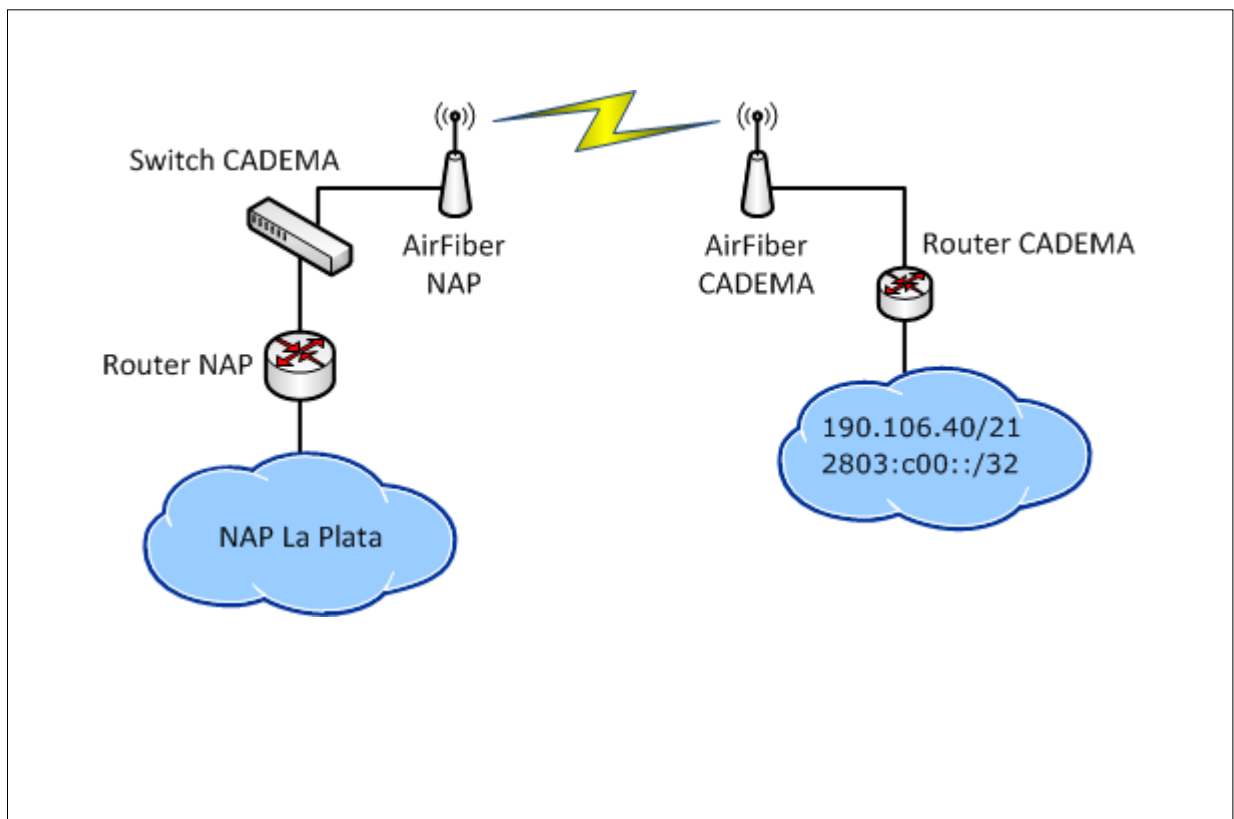 Switch CADEMA
AirFiber
NAP
AirFiber
CADEMA
Router CADEMA
Router NAP
190.106.40/21
2803:c00::/32
NAP La Plata